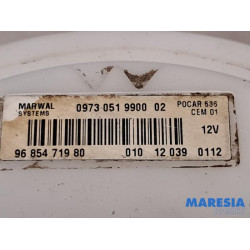 MARWAL
SYSTEMS
0973 051 9900 02
POCAR 636
CEM 01
12V
96 854 719 80
010 12 039 0112
MARESIA